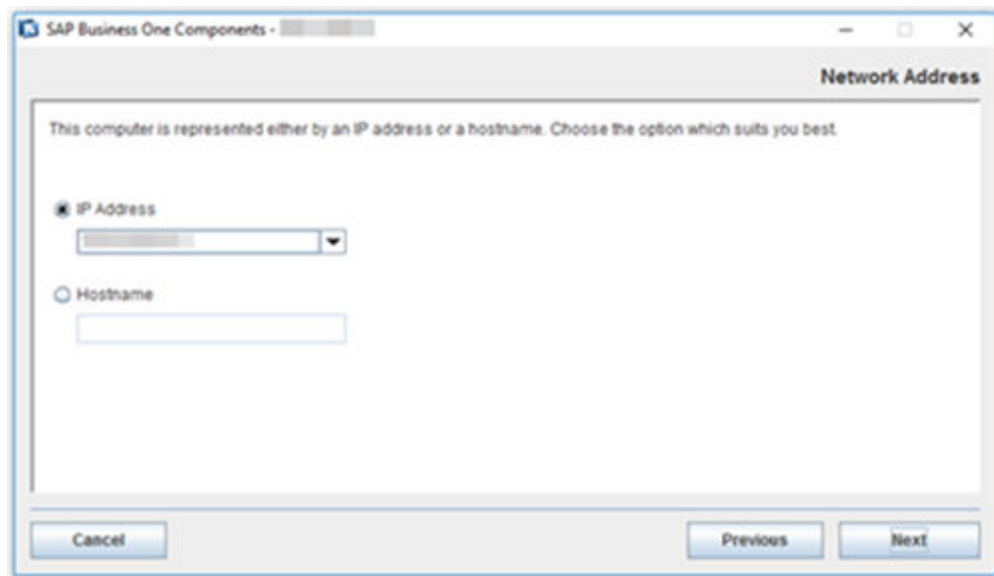 SAP Business One Components -
Network Address
This computer is represented either by an IP address or a hostname. Choose the option which suits you best.
IP Address
Hostname
Cancel
Previous
Next